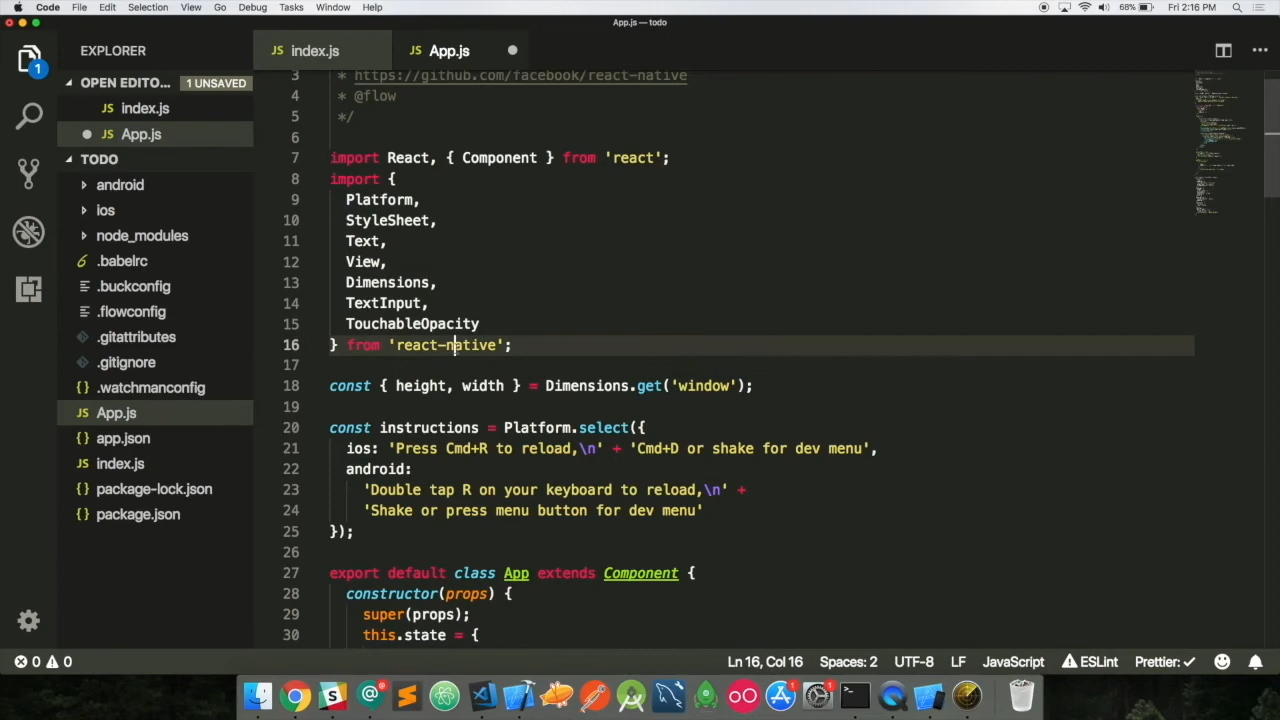 Code File Edit Selection View Go Debug Tasks Window Help 68% Fri 2:16 PM
App.js — todo
EXPLORER
JS index.js
JS App.js
OPEN EDITO... 1 UNSAVED
JS index.js
JS App.js
TODO
android
ios
node_modules
6 .babelrc
.buckconfig
.flowconfig
.gitattributes
.gitignore
{} .watchmanconfig
JS App.js
{} app.json
JS index.js
{} package-lock.json
{} package.json
1
3 * https://github.com/facebook/react-native
4 * @flow
5 */
6
7 import React, { Component } from 'react';
8 import {
9 Platform,
10 StyleSheet,
11 Text,
12 View,
13 Dimensions,
14 TextInput,
15 TouchableOpacity
16 } from 'react-native';
17
18 const { height, width } = Dimensions.get('window');
19
20 const instructions = Platform.select({
21 ios: 'Press Cmd+R to reload,\n' + 'Cmd+D or shake for dev menu',
22 android:
23 'Double tap R on your keyboard to reload,\n' +
24 'Shake or press menu button for dev menu'
25 });
26
27 export default class App extends Component {
28 constructor(props) {
29 super(props);
30 this.state = {
0 0 Ln 16, Col 16 Spaces: 2 UTF-8 LF JavaScript ESLint Prettier: ✓